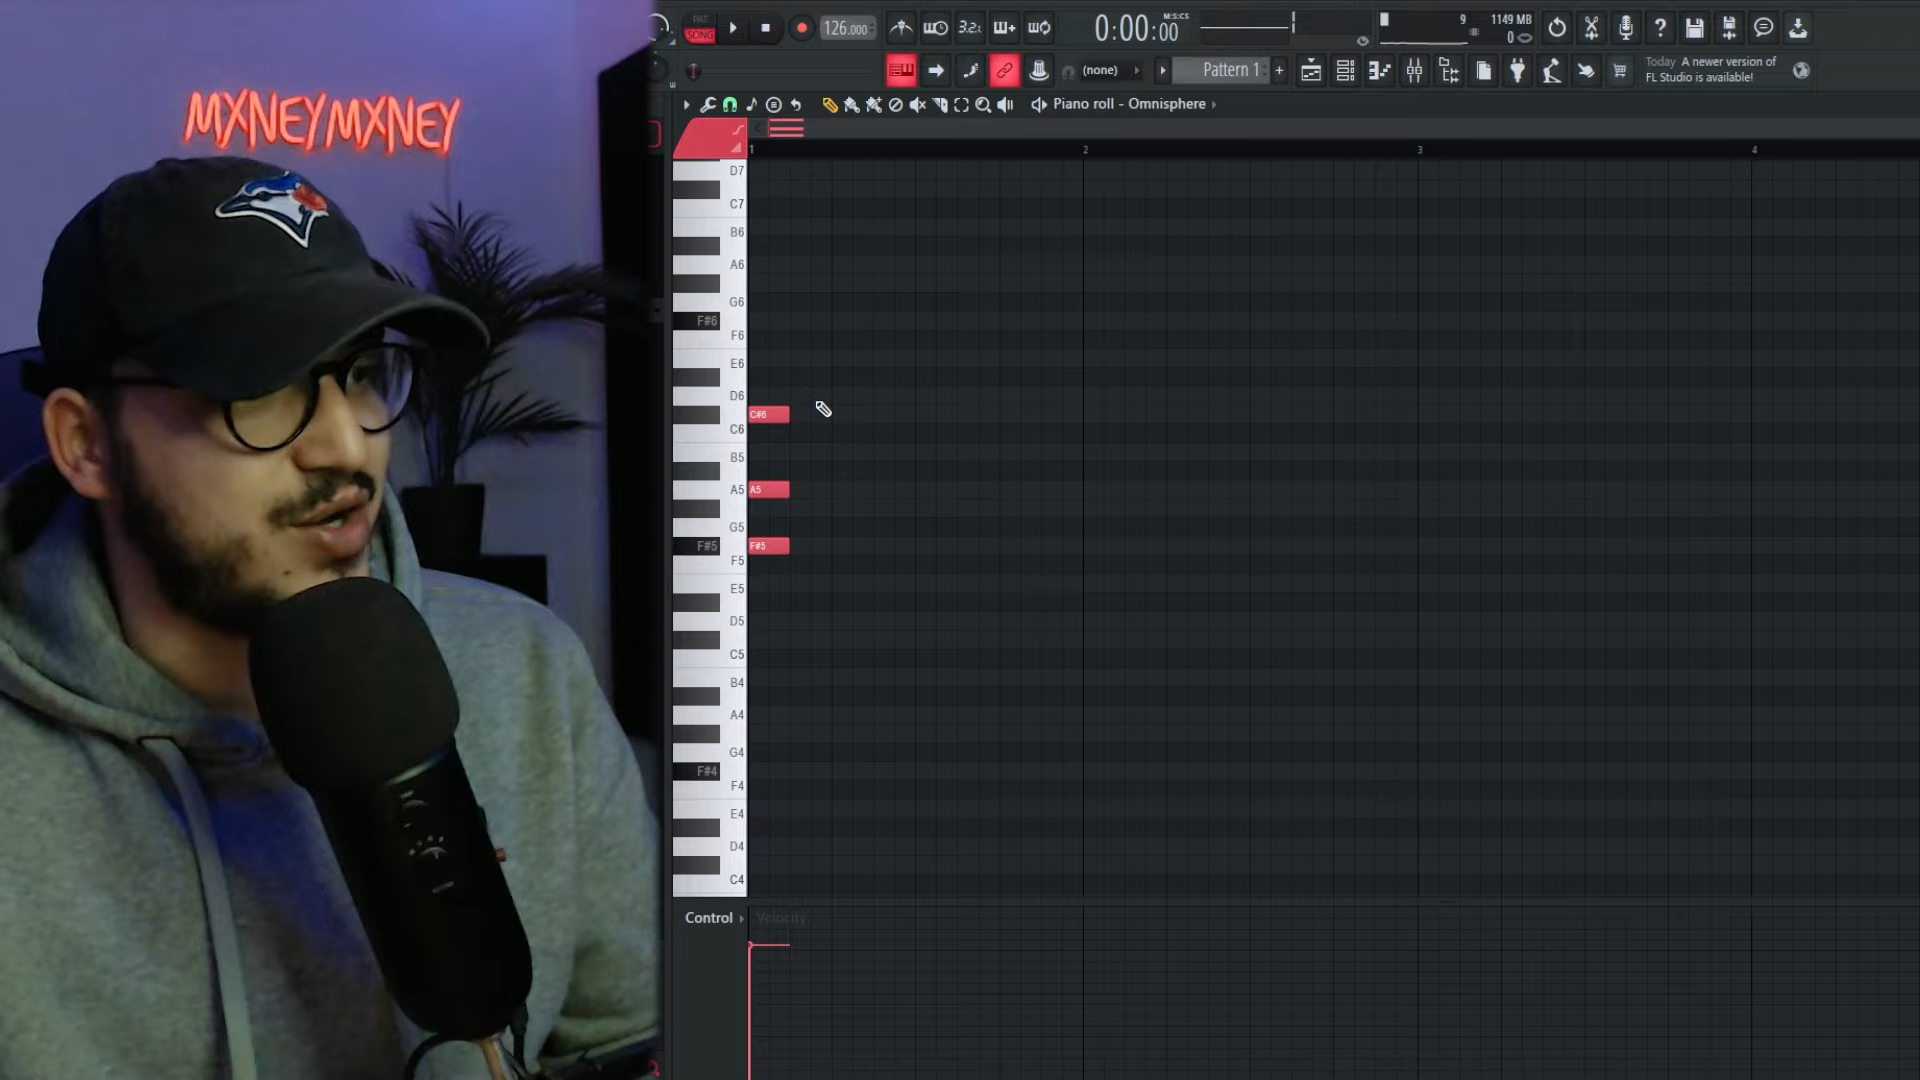 MXNEYMXNEY
PAT
SONG
126.000
3.2.
0:00:00
M:S:CS
9
1149 MB
0
(none)
Pattern 1
+
Today A newer version of
FL Studio is available!
Piano roll - Omnisphere
1 2 3 4
D7
C7
B6
A6
G6
F#6
F6
E6
D6
C#6
C6
B5
A5 A5
G5
F#5 F#5
F5
E5
D5
C5
B4
A4
G4
F#4
F4
E4
D4
C4
Control Velocity